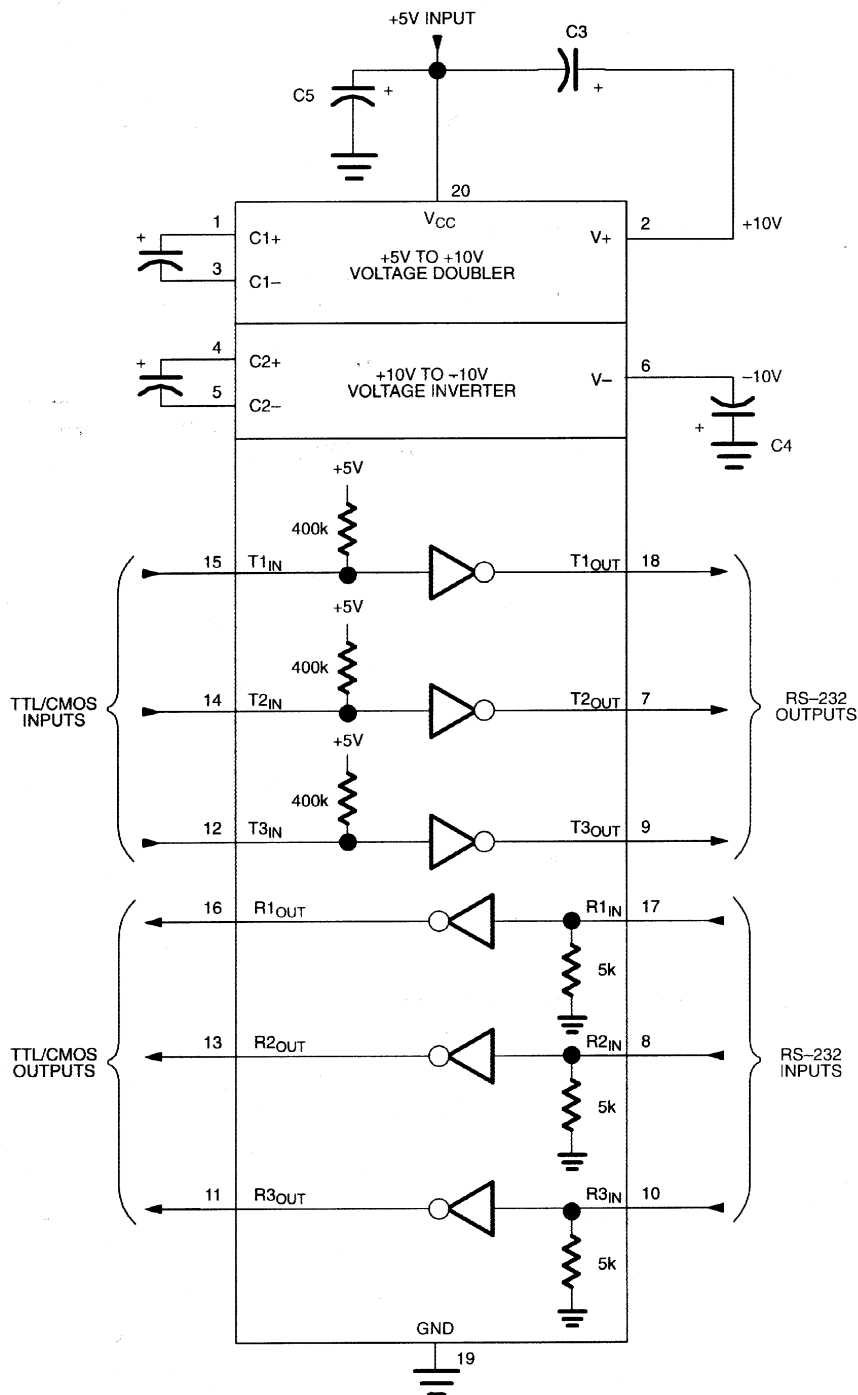 +5V INPUT
C3
C5
+
+
20
VCC
1
C1+
+5V TO +10V
VOLTAGE DOUBLER
V+
2
+10V
+
3
C1–
4
C2+
+10V TO –10V
VOLTAGE INVERTER
V–
6
–10V
+
5
C2–
+
C4
+5V
400k
15
T1IN
T1OUT
18
+5V
400k
TTL/CMOS
INPUTS
14
T2IN
T2OUT
7
RS–232
OUTPUTS
+5V
400k
12
T3IN
T3OUT
9
16
R1OUT
R1IN
17
5k
TTL/CMOS
OUTPUTS
13
R2OUT
R2IN
8
RS–232
INPUTS
5k
11
R3OUT
R3IN
10
5k
GND
19